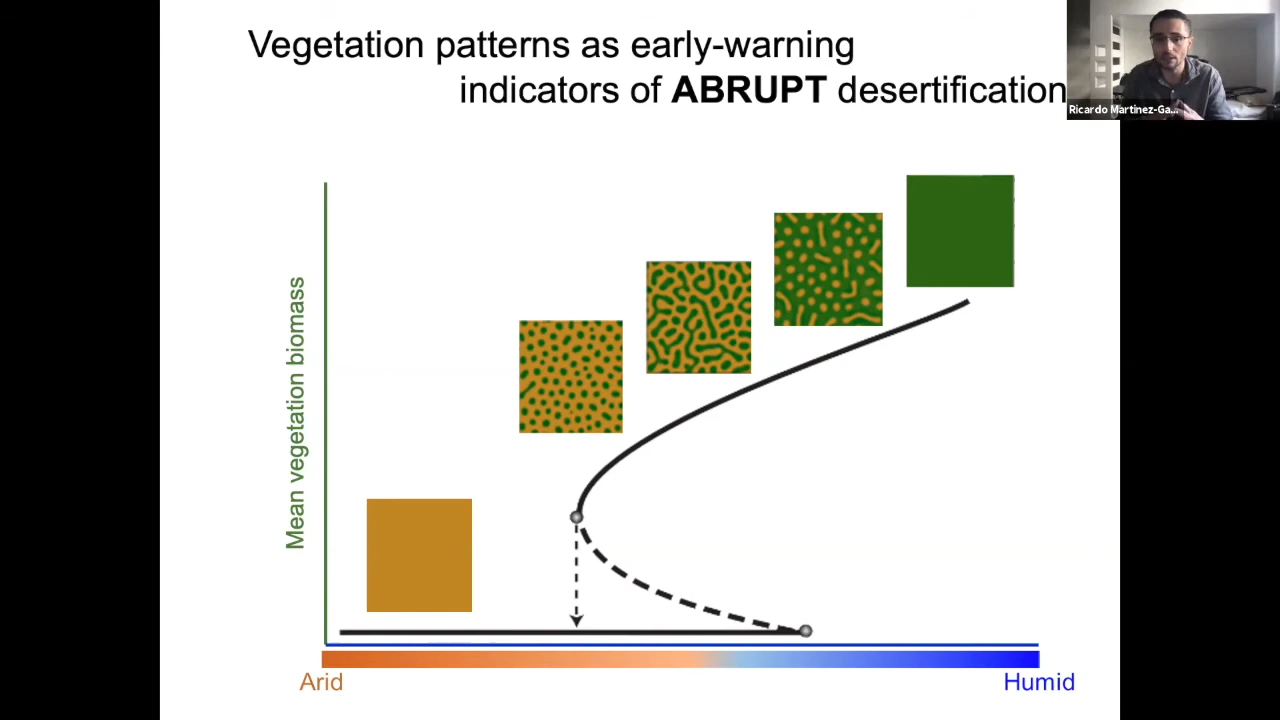 Vegetation patterns as early-warning
indicators of ABRUPT desertification
Ricardo Martinez-Ga...
Mean vegetation biomass
Arid
Humid